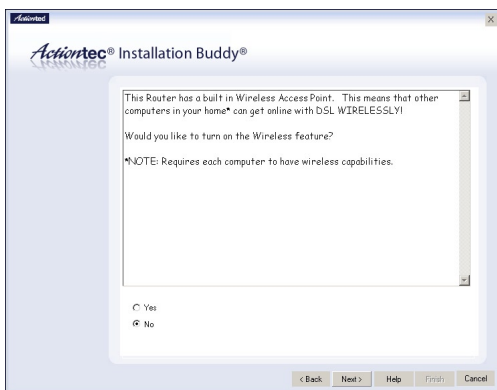 Actiontec
Actiontec® Installation Buddy®
This Router has a built in Wireless Access Point. This means that other
computers in your home* can get online with DSL WIRELESSLY!
Would you like to turn on the Wireless feature?
*NOTE: Requires each computer to have wireless capabilities.
Yes
No
< Back Next > Help Finish Cancel